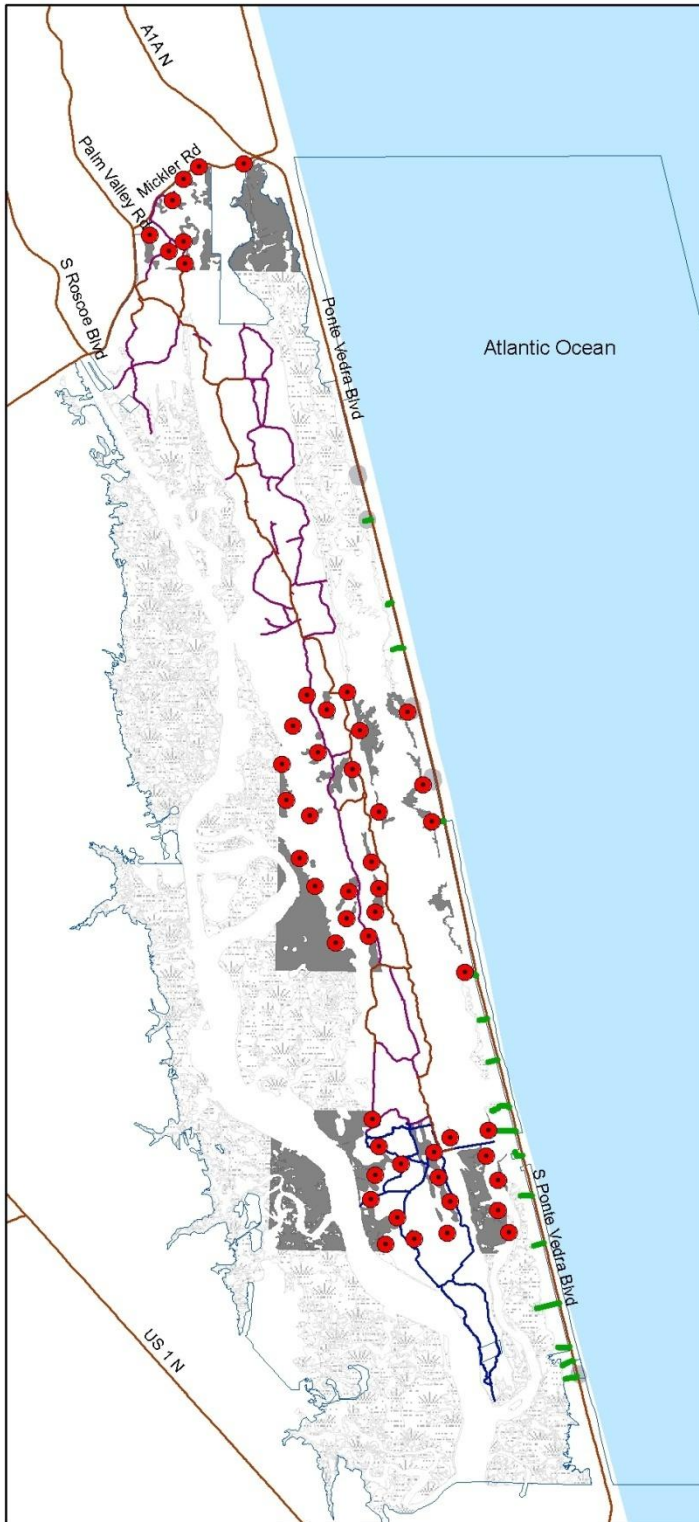 A1A N
Mickler Rd
Palm Valley Rd
S Roscoe Blvd
Ponte Vedra Blvd
Atlantic Ocean
S Ponte Vedra Blvd
US 1 N